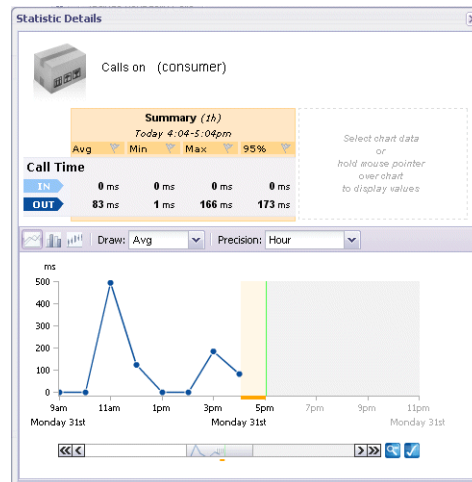 Statistic Details
Calls on (consumer)
Summary (1h)
Today 4:04-5:04pm
Avg Min Max 95%
Call Time
IN 0 ms 0 ms 0 ms 0 ms
OUT 83 ms 1 ms 166 ms 173 ms
Select chart data
or
hold mouse pointer
over chart
to display values
Draw: Avg Precision: Hour
ms
500
400
300
200
100
0
9am 11am 1pm 3pm 5pm 7pm 9pm 11pm
Monday 31st Monday 31st Monday 31st